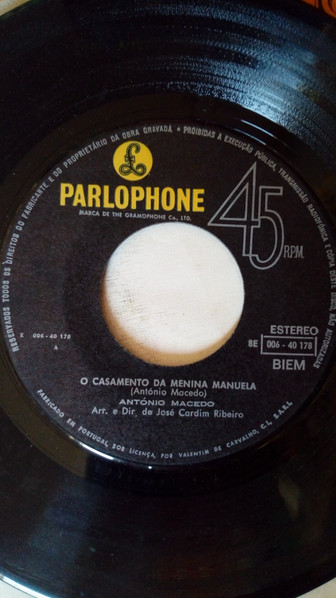 RESERVADOS TODOS OS DIREITOS DO FABRICANTE E DO PROPRIETÁRIO DA OBRA GRAVADA • PROIBIDAS A EXECUÇÃO PÚBLICA, TRANSMISSÃO RADIOFÓNICA E CÓPIA DESTE DISCO NÃO AUTORIZADAS
£
PARLOPHONE
MARCA DE THE GRAMOPHONE Co., LTD.
45
RPM
ESTEREO
X 006-40 178
A
8E 006-40 178
BIEM
O CASAMENTO DA MENINA MANUELA
(António Macedo)
ANTÓNIO MACEDO
Arr. e Dir. de José Cardim Ribeiro
FABRICADO EM PORTUGAL, SOB LICENÇA, POR VALENTIM DE CARVALHO, C.I., S.A.R.L.